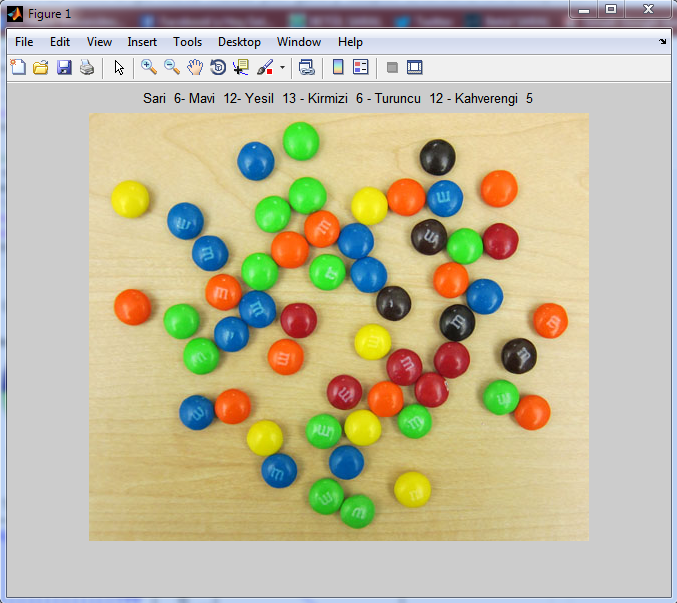 Figure 1
File Edit View Insert Tools Desktop Window Help
Sari 6- Mavi 12- Yesil 13 - Kirmizi 6 - Turuncu 12 - Kahverengi 5